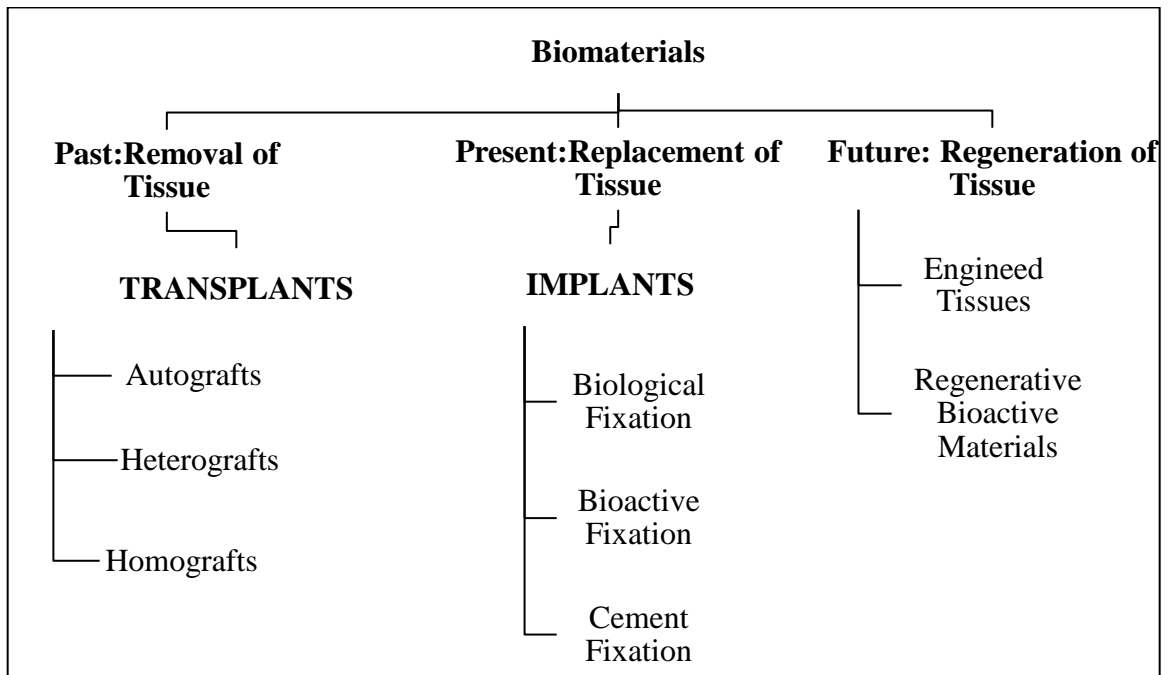 Biomaterials
Past:Removal of
Tissue
Present:Replacement of
Tissue
Future: Regeneration of
Tissue
TRANSPLANTS
Autografts
Heterografts
Homografts
IMPLANTS
Biological
Fixation
Bioactive
Fixation
Cement
Fixation
Engineed
Tissues
Regenerative
Bioactive
Materials